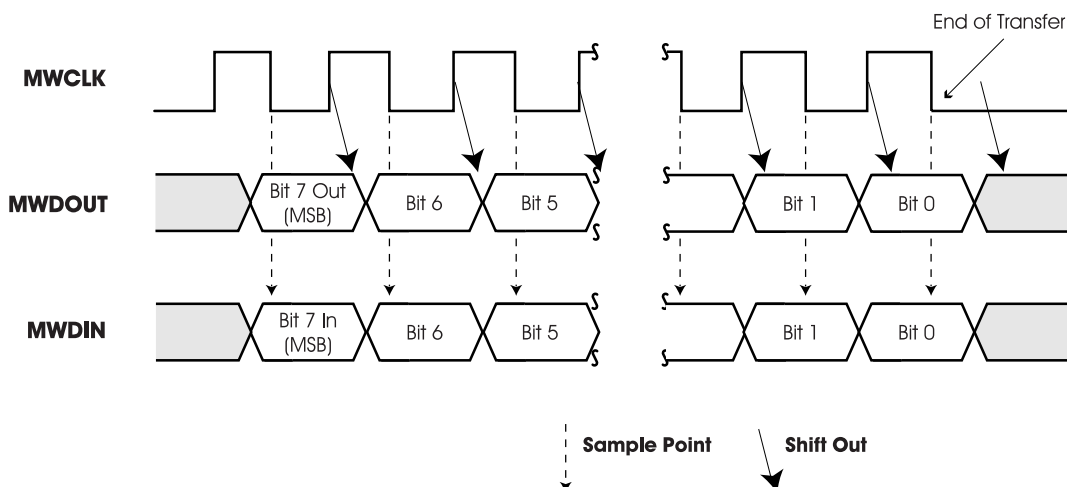 End of Transfer
MWCLK
MWDOUT
Bit 7 Out
(MSB)
Bit 6
Bit 5
Bit 1
Bit 0
MWDIN
Bit 7 In
(MSB)
Bit 6
Bit 5
Bit 1
Bit 0
Sample Point
Shift Out